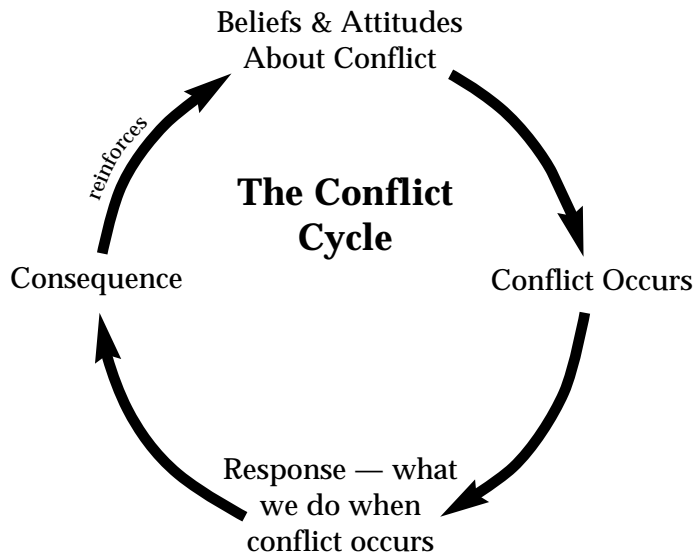 Beliefs & Attitudes
About Conflict
reinforces
The Conflict
Cycle
Consequence
Conflict Occurs
Response — what
we do when
conflict occurs